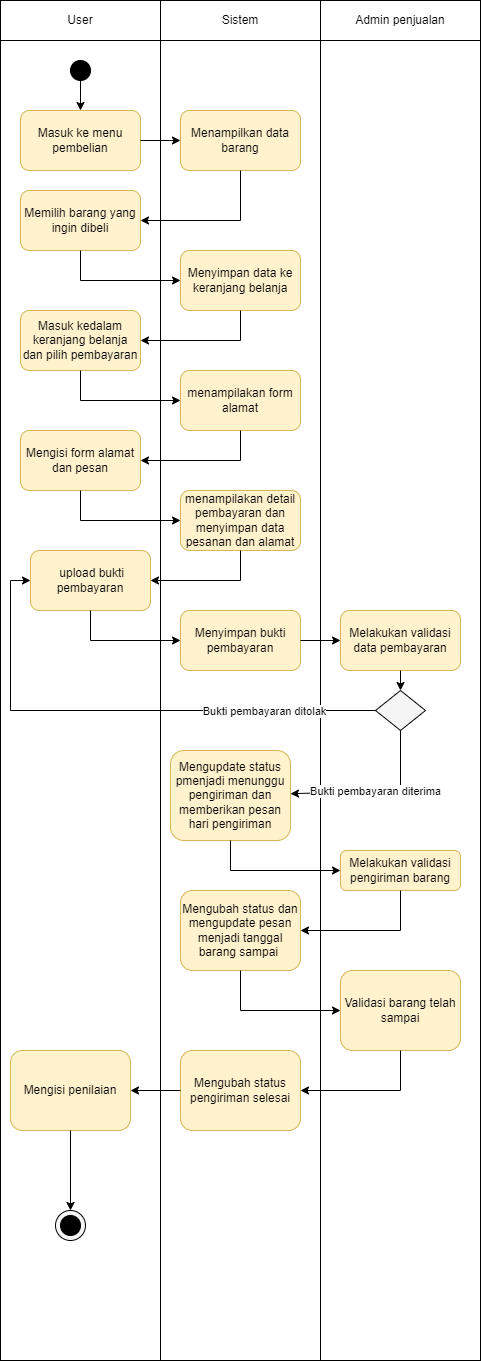 User
Sistem
Admin penjualan
Masuk ke menu
pembelian
Menampilkan data
barang
Memilih barang yang
ingin dibeli
Menyimpan data ke
keranjang belanja
Masuk kedalam
keranjang belanja
dan pilih pembayaran
menampilakan form
alamat
Mengisi form alamat
dan pesan
menampilakan detail
pembayaran dan
menyimpan data
pesanan dan alamat
upload bukti
pembayaran
Menyimpan bukti
pembayaran
Melakukan validasi
data pembayaran
Bukti pembayaran ditolak
Mengupdate status
pmenjadi menunggu
pengiriman dan
memberikan pesan
hari pengiriman
Bukti pembayaran diterima
Melakukan validasi
pengiriman barang
Mengubah status dan
mengupdate pesan
menjadi tanggal
barang sampai
Validasi barang telah
sampai
Mengisi penilaian
Mengubah status
pengiriman selesai